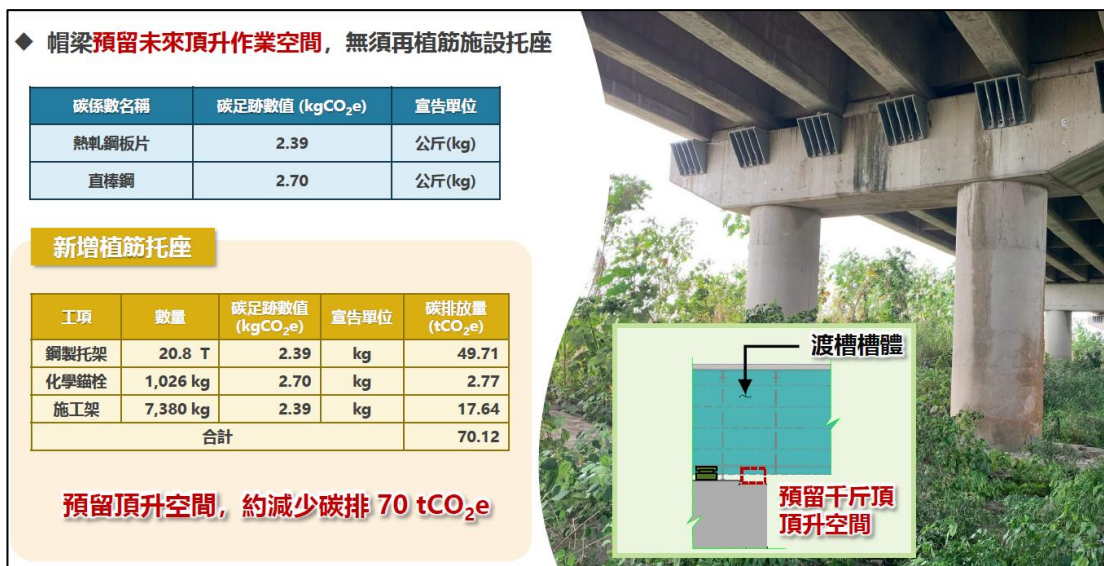 ◆ 帽梁預留未來頂升作業空間，無須再植筋施設托座
碳係數名稱 碳足跡數值 (kgCO₂e) 宣告單位
熱軋鋼板片 2.39 公斤(kg)
直棒鋼 2.70 公斤(kg)
新增植筋托座
工項 數量 碳足跡數值 (kgCO₂e) 宣告單位 碳排放量 (tCO₂e)
鋼製托架 20.8 T 2.39 kg 49.71
化學錨栓 1,026 kg 2.70 kg 2.77
施工架 7,380 kg 2.39 kg 17.64
合計 70.12
預留頂升空間，約減少碳排 70 tCO₂e
渡槽槽體
預留千斤頂
頂升空間